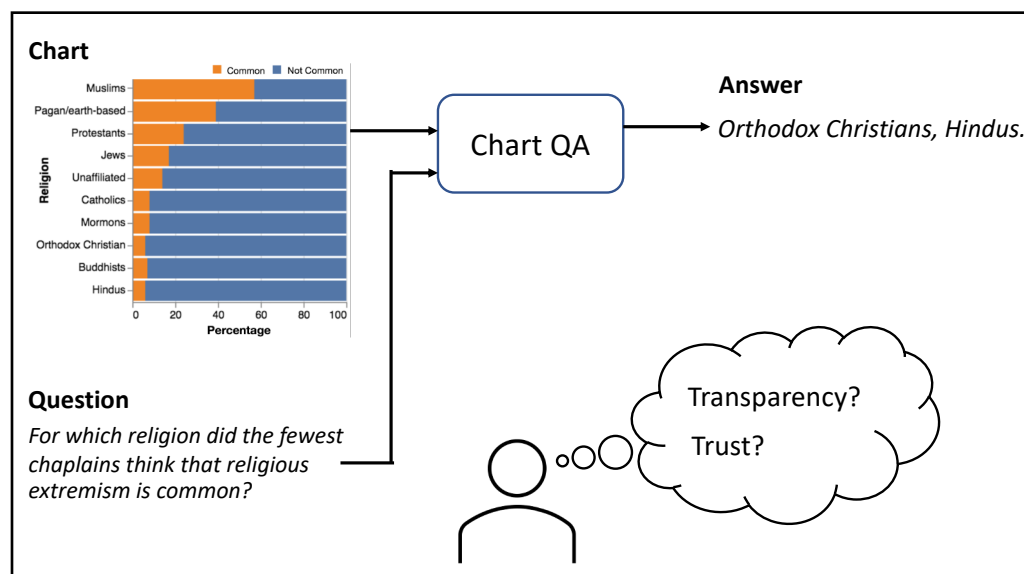 Chart
Common Not Common
Muslims
Pagan/earth-based
Protestants
Jews
Unaffiliated
Catholics
Mormons
Orthodox Christian
Buddhists
Hindus
Religion
0 20 40 60 80 100
Percentage
Question
For which religion did the fewest
chaplains think that religious
extremism is common?
Chart QA
Answer
Orthodox Christians, Hindus.
Transparency?
Trust?